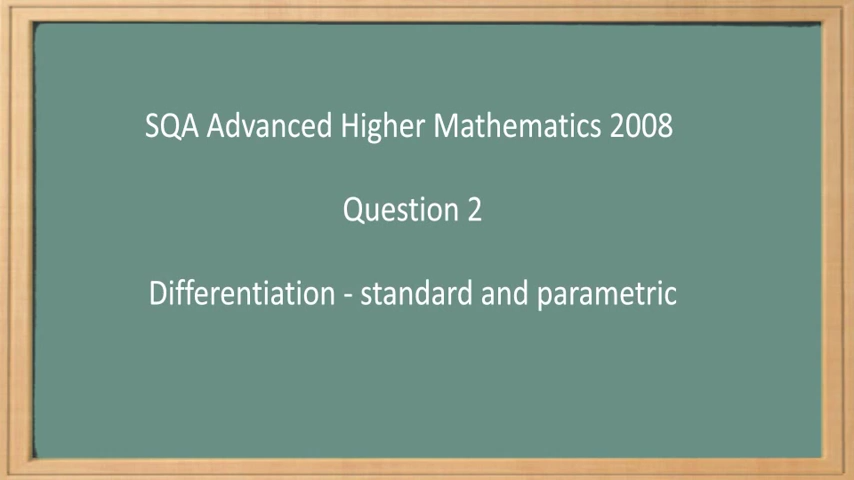 SQA Advanced Higher Mathematics 2008
Question 2
Differentiation - standard and parametric